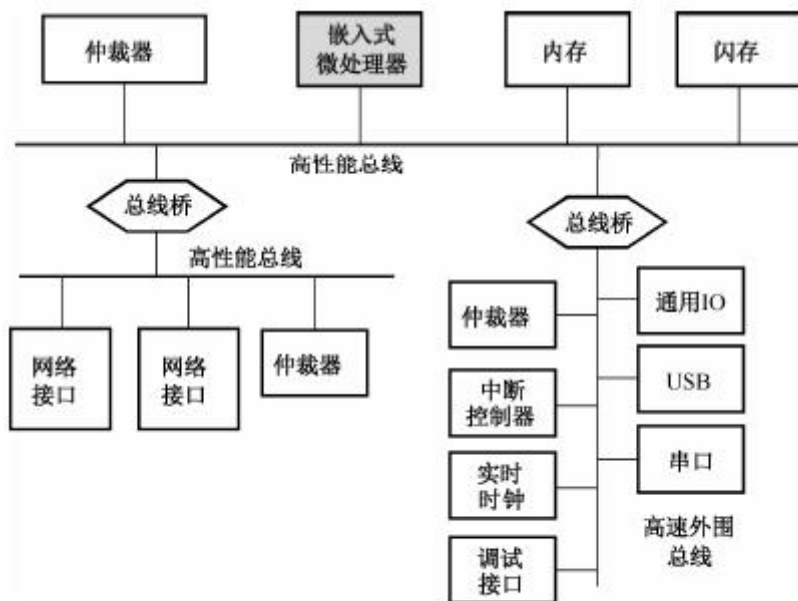 仲裁器
嵌入式
微处理器
内存
闪存
高性能总线
总线桥
总线桥
高性能总线
网络
接口
网络
接口
仲裁器
仲裁器
通用IO
中断
控制器
USB
实时
时钟
串口
调试
接口
高速外围
总线